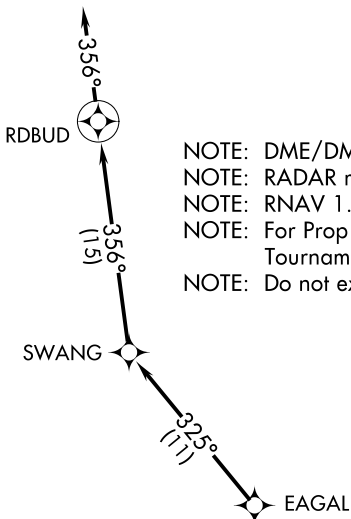 356°
RDBUD
NOTE: DME/DM
NOTE: RADAR
NOTE: RNAV 1.
NOTE: For Prop
Tournam
NOTE: Do not
356°
(15)
SWANG
325°
(11)
EAGAL